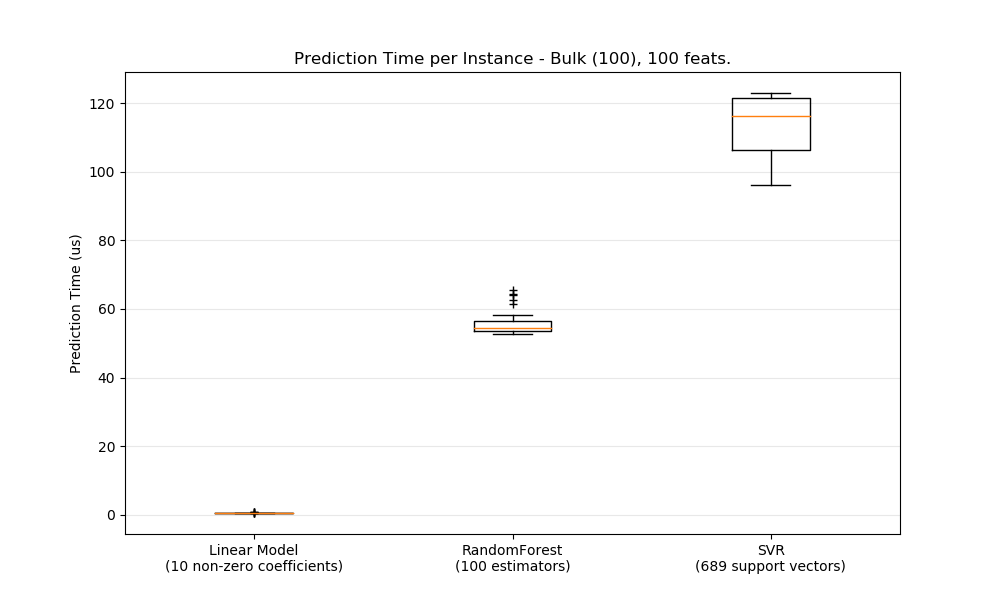 Prediction Time per Instance - Bulk (100), 100 feats.
Prediction Time (us)
120
100
80
60
40
20
0
Linear Model
(10 non-zero coefficients)
RandomForest
(100 estimators)
SVR
(689 support vectors)